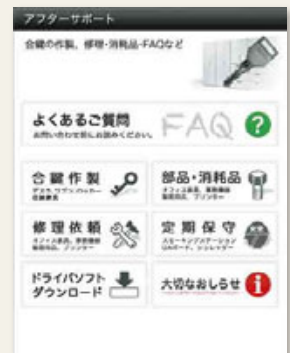 アフターサポート
合鍵の作製、修理・消耗品・FAQなど
よくあるご質問
お問い合わせ前にお読みください。
FAQ
合鍵作製
部品・消耗品
修理依頼
定期保守
ドライバソフト
ダウンロード
大切なおしらせ